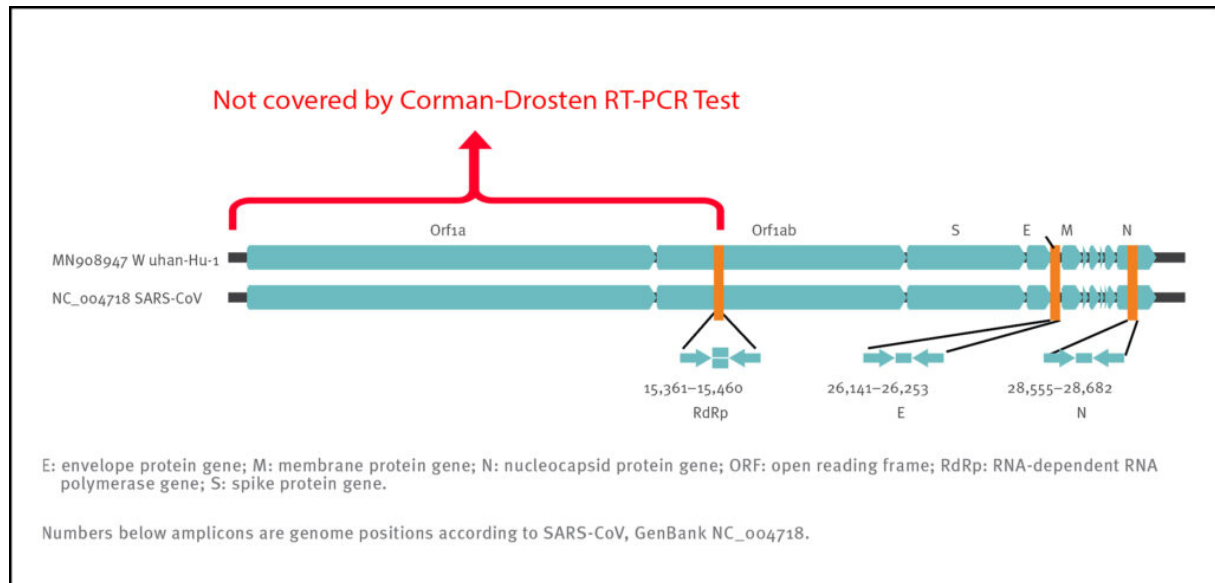 Not covered by Corman-Drosten RT-PCR Test
Orf1a Orf1ab S E M N
MN908947 W uhan-Hu-1
NC_004718 SARS-CoV
15,361–15,460 26,141–26,253 28,555–28,682
RdRp E N
E: envelope protein gene; M: membrane protein gene; N: nucleocapsid protein gene; ORF: open reading frame; RdRp: RNA-dependent RNA
polymerase gene; S: spike protein gene.
Numbers below amplicons are genome positions according to SARS-CoV, GenBank NC_004718.